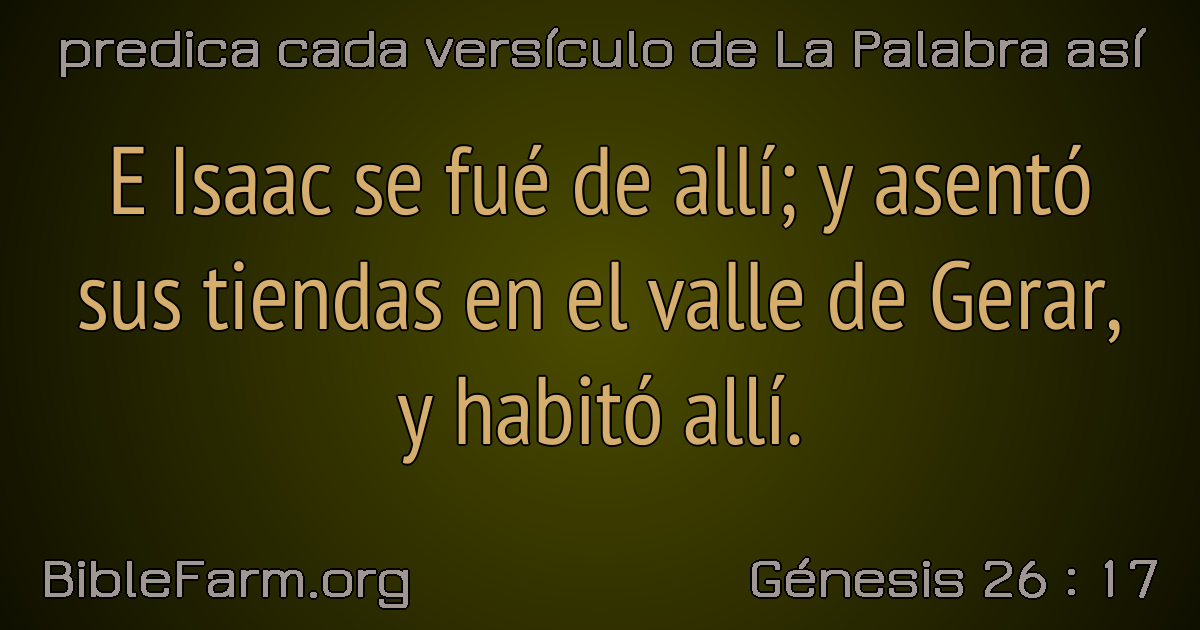 predica cada versículo de La Palabra así
E Isaac se fué de allí; y asentó
sus tiendas en el valle de Gerar,
y habitó allí.
BibleFarm.org
Génesis 26 : 17